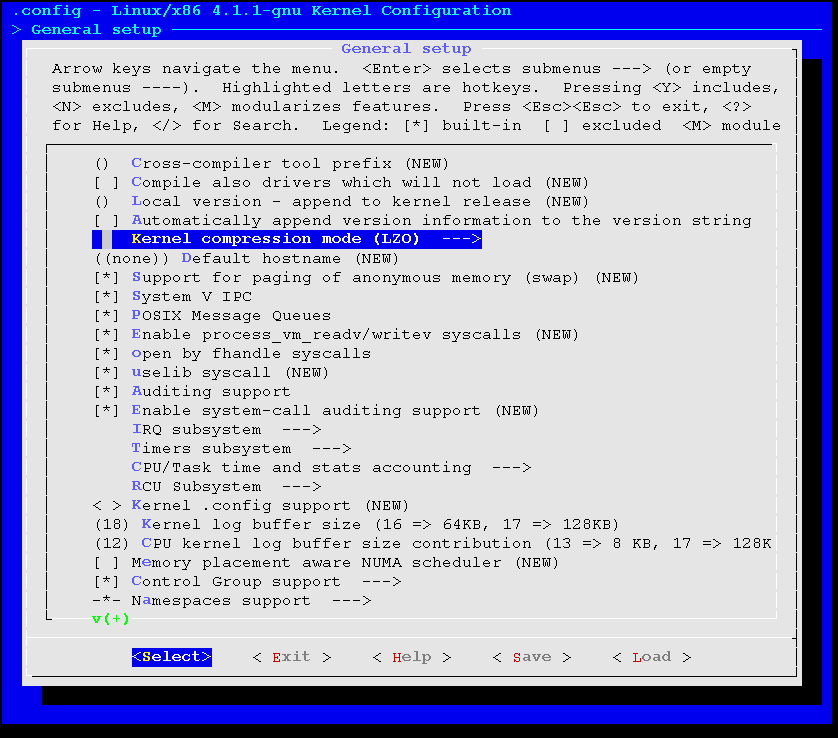 .config - Linux/x86 4.1.1-gnu Kernel Configuration
> General setup
General setup
Arrow keys navigate the menu.  <Enter> selects submenus ---> (or empty
submenus ----).  Highlighted letters are hotkeys.  Pressing <Y> includes,
<N> excludes, <M> modularizes features.  Press <Esc><Esc> to exit, <?>
for Help, </> for Search.  Legend: [*] built-in  [ ] excluded  <M> module
()  Cross-compiler tool prefix (NEW)
[ ] Compile also drivers which will not load (NEW)
()  Local version - append to kernel release (NEW)
[ ] Automatically append version information to the version string
Kernel compression mode (LZO)  --->
((none)) Default hostname (NEW)
[*] Support for paging of anonymous memory (swap) (NEW)
[*] System V IPC
[*] POSIX Message Queues
[*] Enable process_vm_readv/writev syscalls (NEW)
[*] open by fhandle syscalls
[*] uselib syscall (NEW)
[*] Auditing support
[*] Enable system-call auditing support (NEW)
IRQ subsystem  --->
Timers subsystem  --->
CPU/Task time and stats accounting  --->
RCU Subsystem  --->
< > Kernel .config support (NEW)
(18) Kernel log buffer size (16 => 64KB, 17 => 128KB)
(12) CPU kernel log buffer size contribution (13 => 8 KB, 17 => 128K
[ ] Memory placement aware NUMA scheduler (NEW)
[*] Control Group support  --->
-*- Namespaces support  --->
v(+)
<Select>    < Exit >    < Help >    < Save >    < Load >